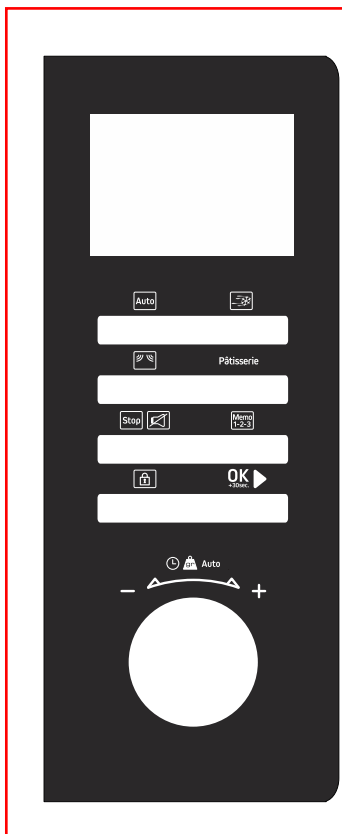 Auto
Pâtisserie
Stop Memo
1-2-3
OK
+30sec.
gr Auto
− +